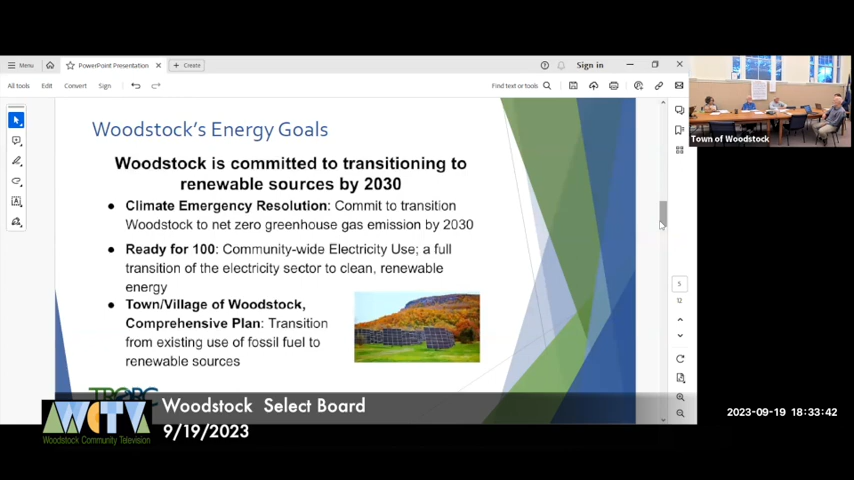 Menu
PowerPoint Presentation
Create
Sign in
All tools
Edit
Convert
Sign
Find text or tools
Town of Woodstock
Woodstock's Energy Goals
Woodstock is committed to transitioning to
renewable sources by 2030
● Climate Emergency Resolution: Commit to transition
Woodstock to net zero greenhouse gas emission by 2030
● Ready for 100: Community-wide Electricity Use; a full
transition of the electricity sector to clean, renewable
energy
● Town/Village of Woodstock,
Comprehensive Plan: Transition
from existing use of fossil fuel to
renewable sources
5
12
TRORC
WCTV
Woodstock Community Television
Woodstock Select Board
9/19/2023
2023-09-19 18:33:42